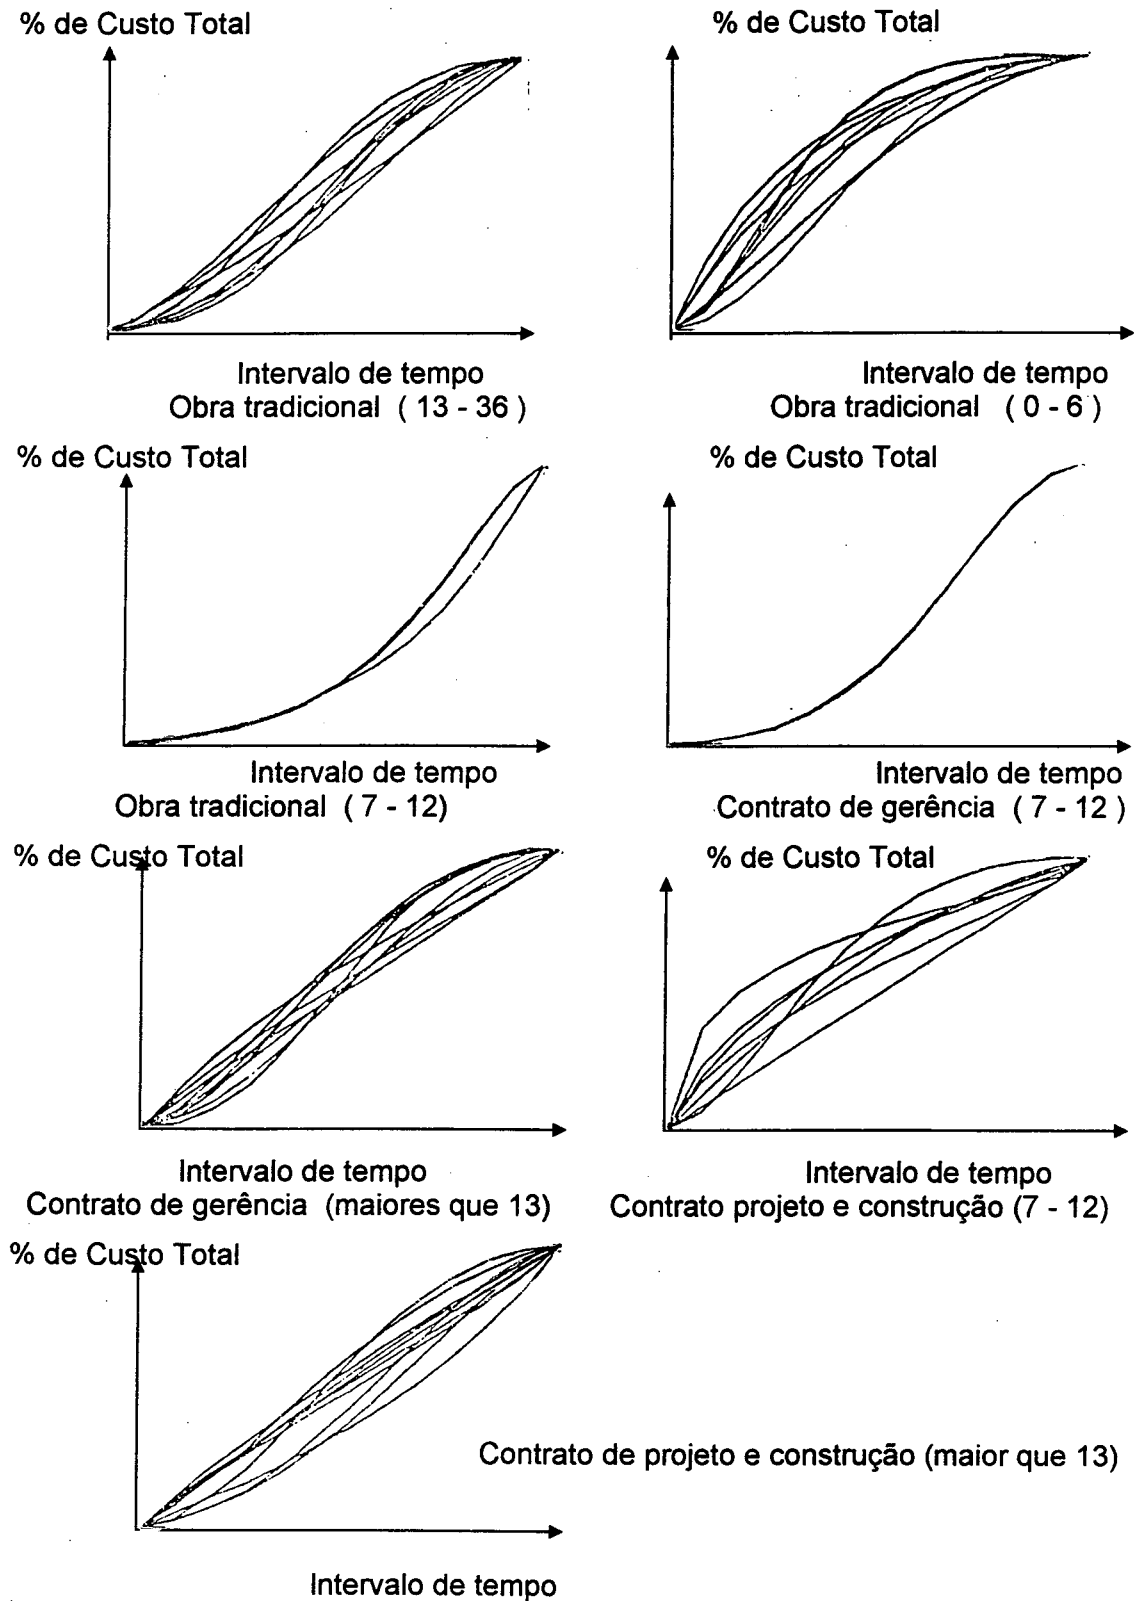 % de Custo Total
% de Custo Total
Intervalo de tempo
Obra tradicional ( 13 - 36 )
Intervalo de tempo
Obra tradicional ( 0 - 6 )
% de Custo Total
% de Custo Total
Intervalo de tempo
Obra tradicional ( 7 - 12)
Intervalo de tempo
Contrato de gerência ( 7 - 12 )
% de Custo Total
% de Custo Total
Intervalo de tempo
Contrato de gerência (maiores que 13)
Intervalo de tempo
Contrato projeto e construção (7 - 12)
% de Custo Total
Contrato de projeto e construção (maior que 13)
Intervalo de tempo